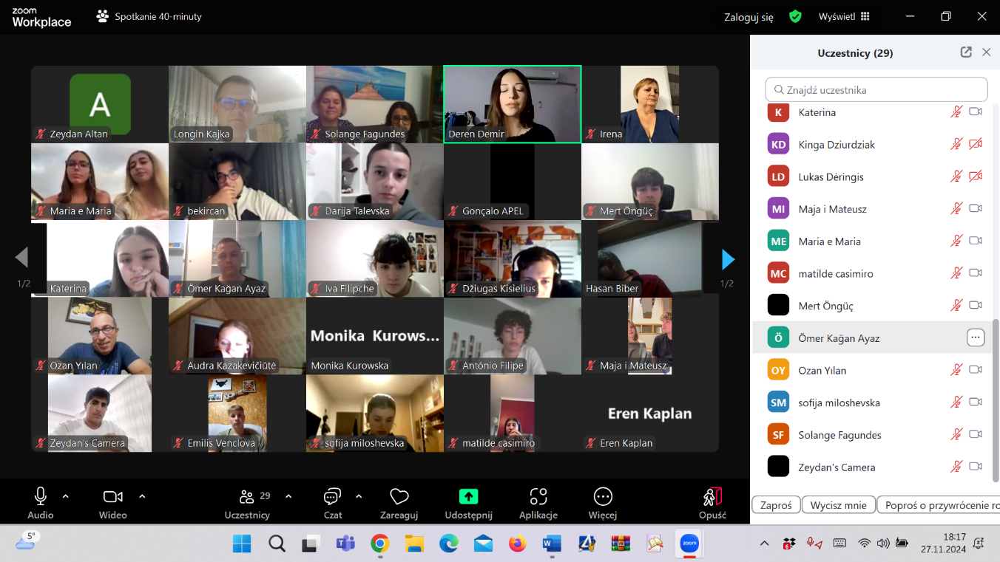 zoom
Workplace
Spotkanie 40-minuty
Zaloguj się
Wyświetl
Uczestnicy (29)
Znajdź uczestnika
A
Zeydan Altan
Longin Kajka
Solange Fagundes
Deren Demir
Irena
Maria e Maria
bekircan
Darija Talevska
Gonçalo APEL
Mert Öngüç
1/2
Katerina
Ömer Kağan Ayaz
Iva Filipche
Džiugas Kisielius
Hasan Biber
1/2
Ozan Yılan
Audra Kazakevičiūtė
Monika Kurows...
Monika Kurowska
António Filipe
Maja i Mateusz
Zeydan's Camera
Emilis Venclova
sofija miloshevska
matilde casimiro
Eren Kaplan
Eren Kaplan
K Katerina
KD Kinga Dziurdziak
LD Lukas Dėringis
MI Maja i Mateusz
ME Maria e Maria
MC matilde casimiro
Mert Öngüç
Ö Ömer Kağan Ayaz
OY Ozan Yılan
SM sofija miloshevska
SF Solange Fagundes
Zeydan's Camera
Zaproś
Wycisz mnie
Poproś o przywrócenie ro
Audio
Wideo
29
Uczestnicy
Czat
Zareaguj
Udostępnij
Aplikacje
Więcej
Opuść
5°
zoom
6
18:17
27.11.2024